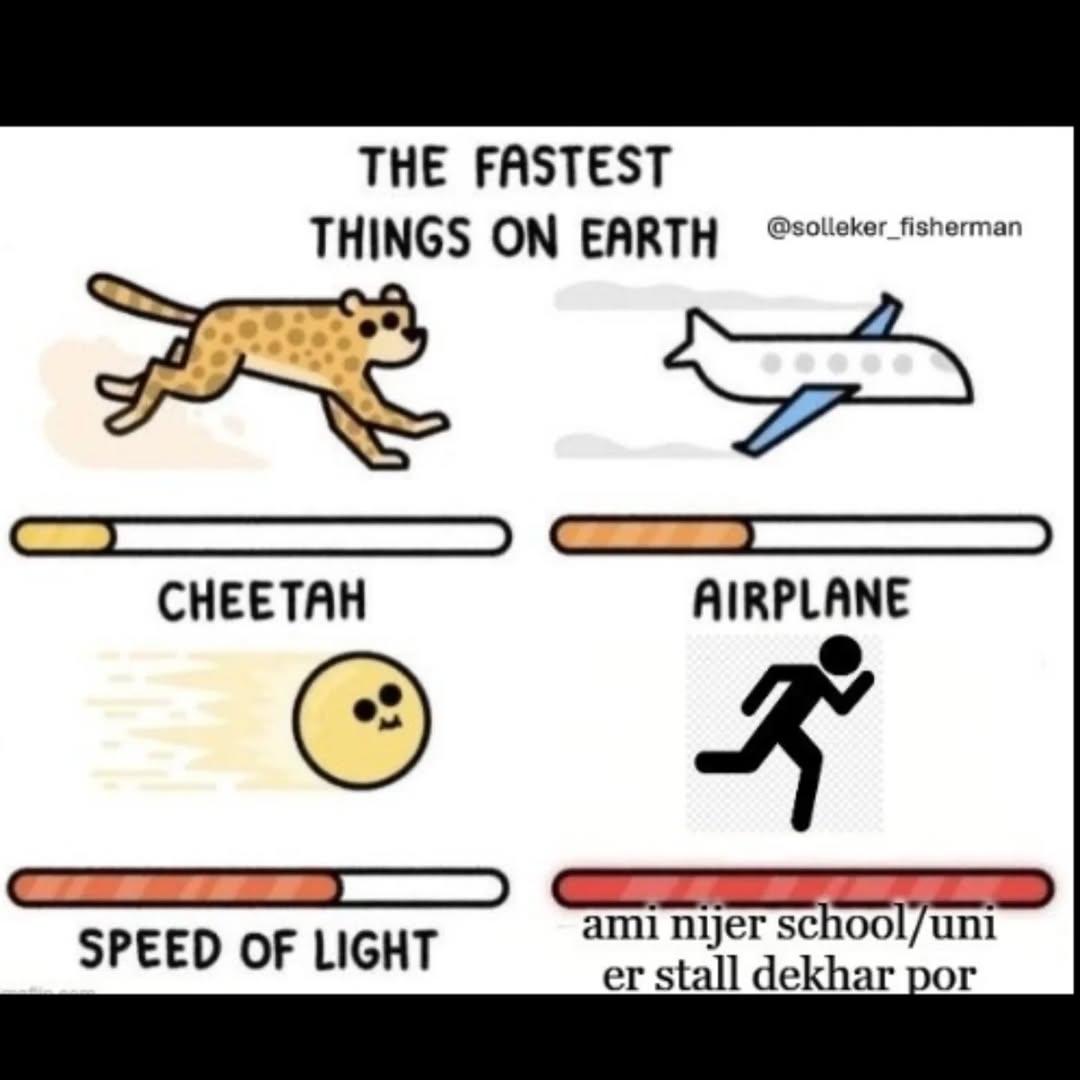 THE FASTEST
THINGS ON EARTH
@solleker_fisherman
CHEETAH
AIRPLANE
SPEED OF LIGHT
ami nijer school/uni
er stall dekhar por